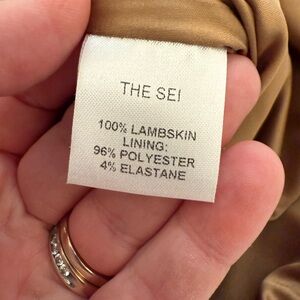 THE SEI
100% LAMBSKIN
LINING:
96% POLYESTER
4% ELASTANE